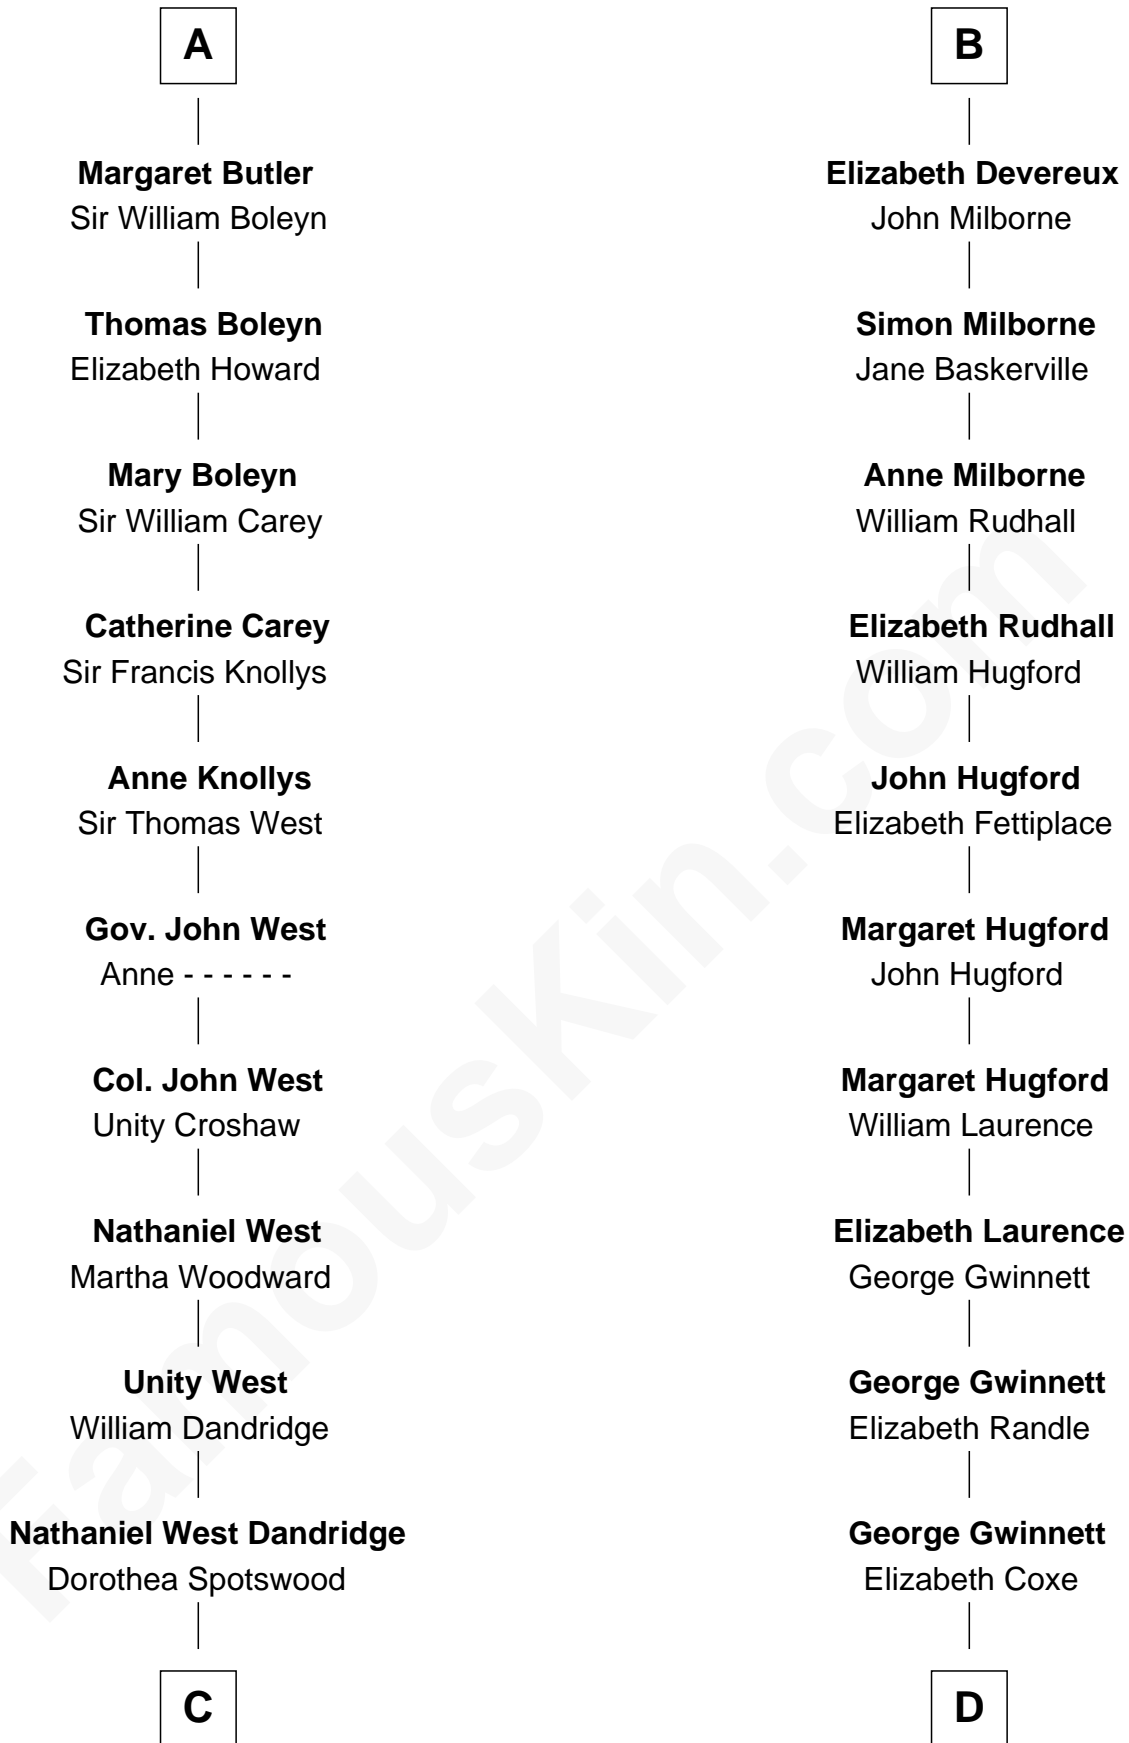 A
Margaret Butler
Sir William Boleyn
Thomas Boleyn
Elizabeth Howard
Mary Boleyn
Sir William Carey
Catherine Carey
Sir Francis Knollys
Anne Knollys
Sir Thomas West
Gov. John West
Anne - - - - - -
Col. John West
Unity Croshaw
Nathaniel West
Martha Woodward
Unity West
William Dandridge
Nathaniel West Dandridge
Dorothea Spotswood
C
B
Elizabeth Devereux
John Milborne
Simon Milborne
Jane Baskerville
Anne Milborne
William Rudhall
Elizabeth Rudhall
William Hugford
John Hugford
Elizabeth Fettiplace
Margaret Hugford
John Hugford
Margaret Hugford
William Laurence
Elizabeth Laurence
George Gwinnett
George Gwinnett
Elizabeth Randle
George Gwinnett
Elizabeth Coxe
D
FamousKin.com